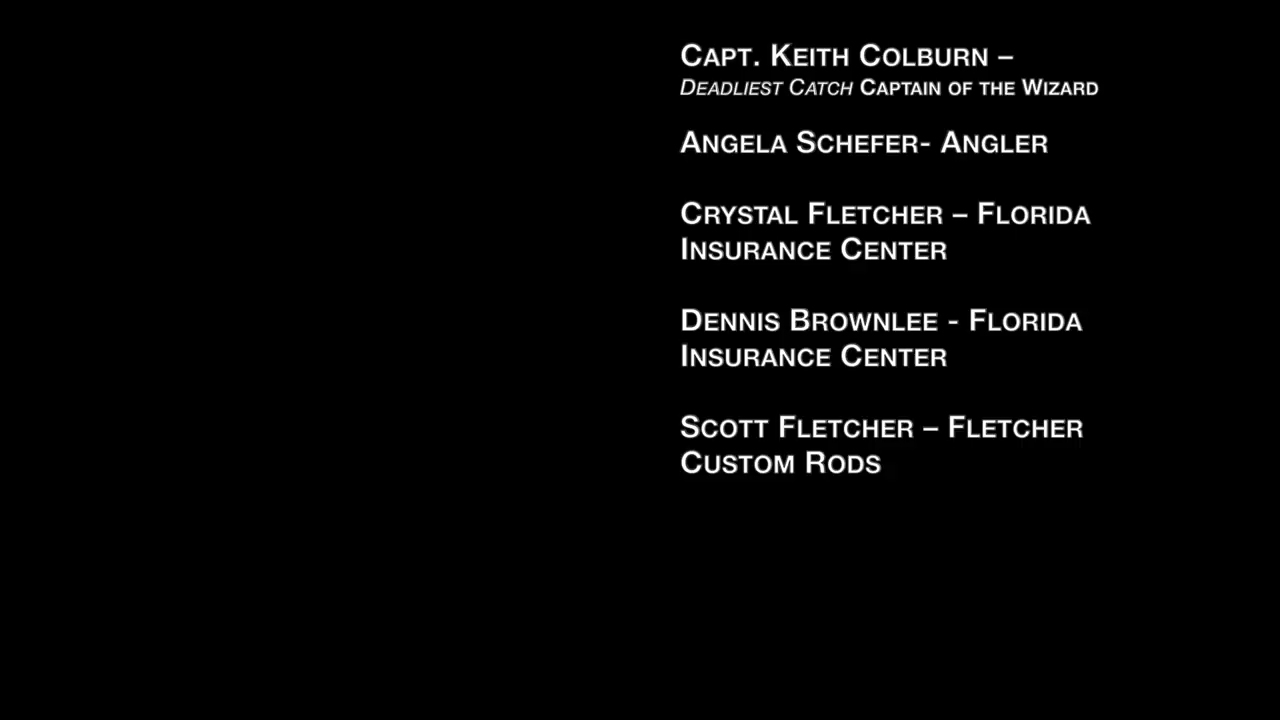 Capt. Keith Colburn –
Deadliest Catch Captain of the Wizard
Angela Schefer- Angler
Crystal Fletcher – Florida
Insurance Center
Dennis Brownlee - Florida
Insurance Center
Scott Fletcher – Fletcher
Custom Rods